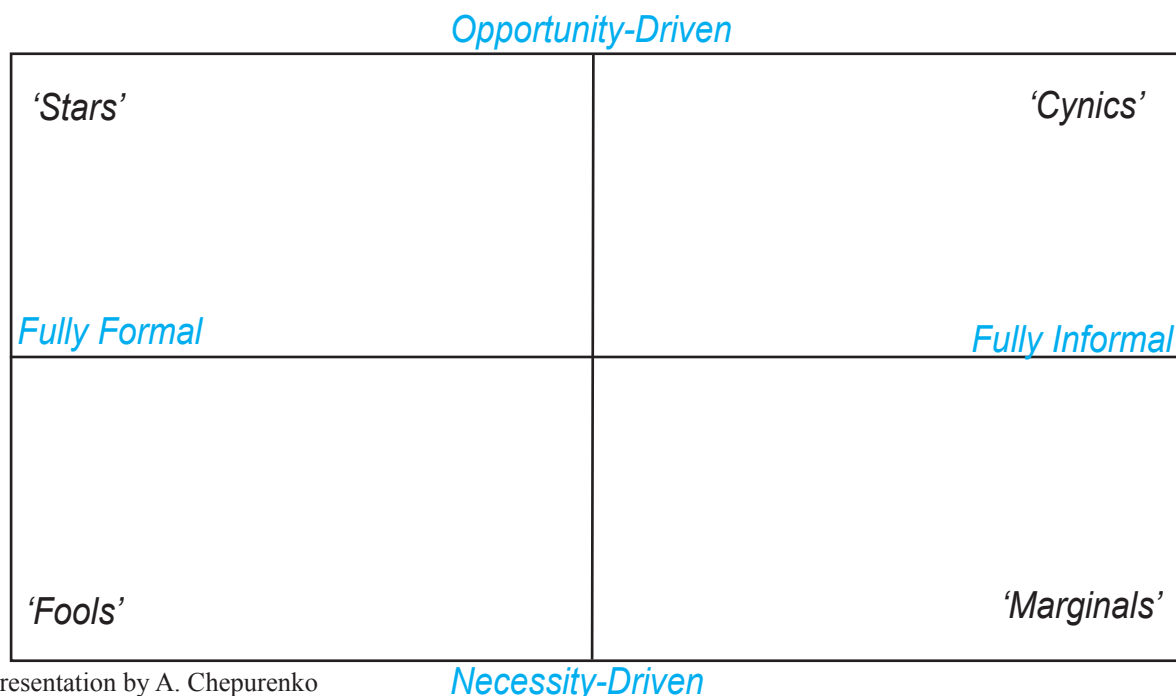 Opportunity-Driven
‘Stars’
‘Cynics’
Fully Formal
Fully Informal
‘Fools’
‘Marginals’
resentation by A. Chepurenko
Necessity-Driven